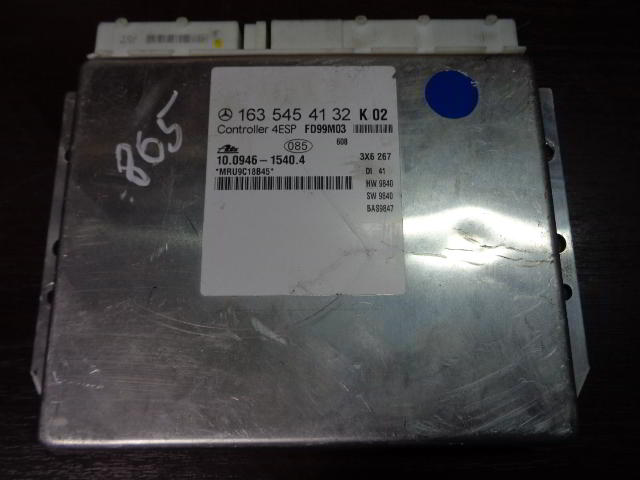 163 545 41 32 K 02
Controller 4ESP FD99M03
Ate 085 608
10.0946-1540.4 3X6 267
*MRU9C18B45* DI 41
HW 9840
SW 9840
BAS9847
865